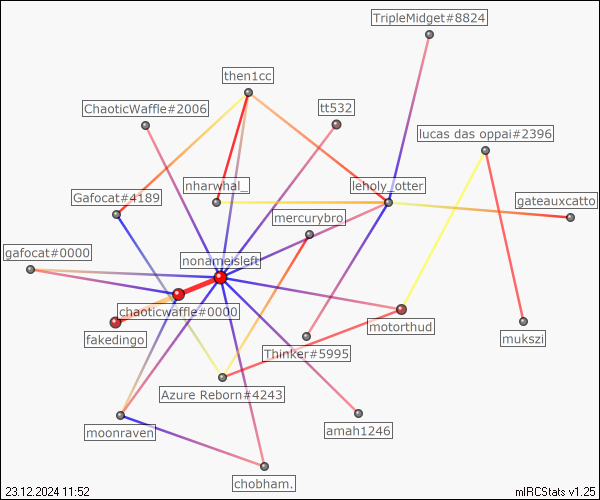 TripleMidget#8824
then1cc
ChaoticWaffle#2006
tt532
lucas das oppai#2396
nharwhal_
leholy_otter
Gafocat#4189
gateauxcatto
mercurybro
gafocat#0000
nonameisleft
chaoticwaffle#0000
motorthud
fakedingo
mukszi
Thinker#5995
Azure Reborn#4243
moonraven
amah1246
chobham.
23.12.2024 11:52
mIRCStats v1.25